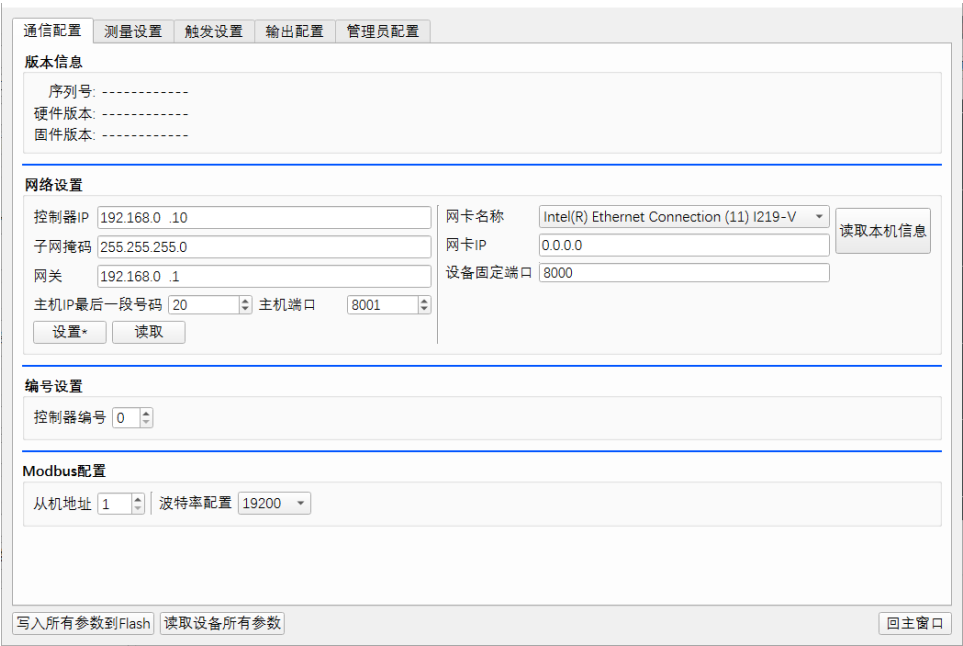 通信配置 测量设置 触发设置 输出配置 管理员配置
版本信息
序列号: ------------
硬件版本: ------------
固件版本: ------------
网络设置
控制器IP 192.168.0 .10
子网掩码 255.255.255.0
网关 192.168.0 .1
主机IP最后一段号码 20 主机端口 8001
设置* 读取
网卡名称 Intel(R) Ethernet Connection (11) I219-V
网卡IP 0.0.0.0
设备固定端口 8000
读取本机信息
编号设置
控制器编号 0
Modbus配置
从机地址 1 波特率配置 19200
写入所有参数到Flash 读取设备所有参数 回主窗口